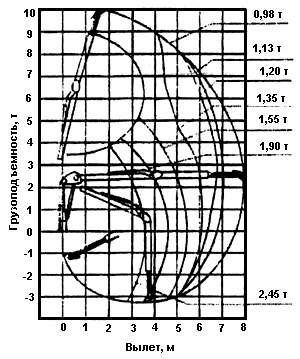 Грузоподъемность, т
10
9
8
7
6
5
4
3
2
1
0
-1
-2
-3
0,98 т
1,13 т
1,20 т
1,35 т
1,55 т
1,90 т
2,45 т
0 1 2 3 4 5 6 7 8
Вылет, м